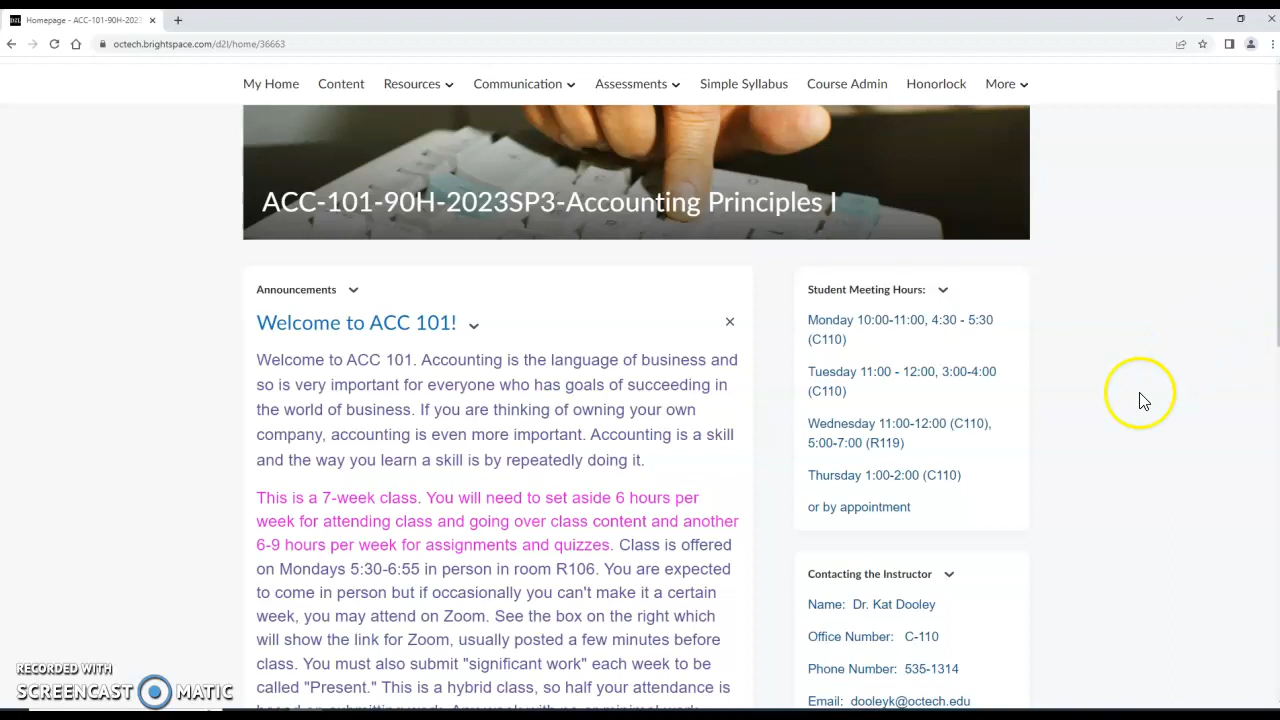 Homepage - ACC-101-90H-2023
octech.brightspace.com/d2l/home/36663
My Home Content Resources Communication Assessments Simple Syllabus Course Admin Honorlock More
ACC-101-90H-2023SP3-Accounting Principles I
Announcements
Welcome to ACC 101!
Welcome to ACC 101. Accounting is the language of business and
so is very important for everyone who has goals of succeeding in
the world of business. If you are thinking of owning your own
company, accounting is even more important. Accounting is a skill
and the way you learn a skill is by repeatedly doing it.
This is a 7-week class. You will need to set aside 6 hours per
week for attending class and going over class content and another
6-9 hours per week for assignments and quizzes. Class is offered
on Mondays 5:30-6:55 in person in room R106. You are expected
to come in person but if occasionally you can't make it a certain
week, you may attend on Zoom. See the box on the right which
will show the link for Zoom, usually posted a few minutes before
class. You must also submit "significant work" each week to be
called "Present." This is a hybrid class, so half your attendance is
Student Meeting Hours:
Monday 10:00-11:00, 4:30 - 5:30
(C110)
Tuesday 11:00 - 12:00, 3:00-4:00
(C110)
Wednesday 11:00-12:00 (C110),
5:00-7:00 (R119)
Thursday 1:00-2:00 (C110)
or by appointment
Contacting the Instructor
Name: Dr. Kat Dooley
Office Number: C-110
Phone Number: 535-1314
Email: dooleyk@octech.edu
RECORDED WITH
SCREENCAST MATIC